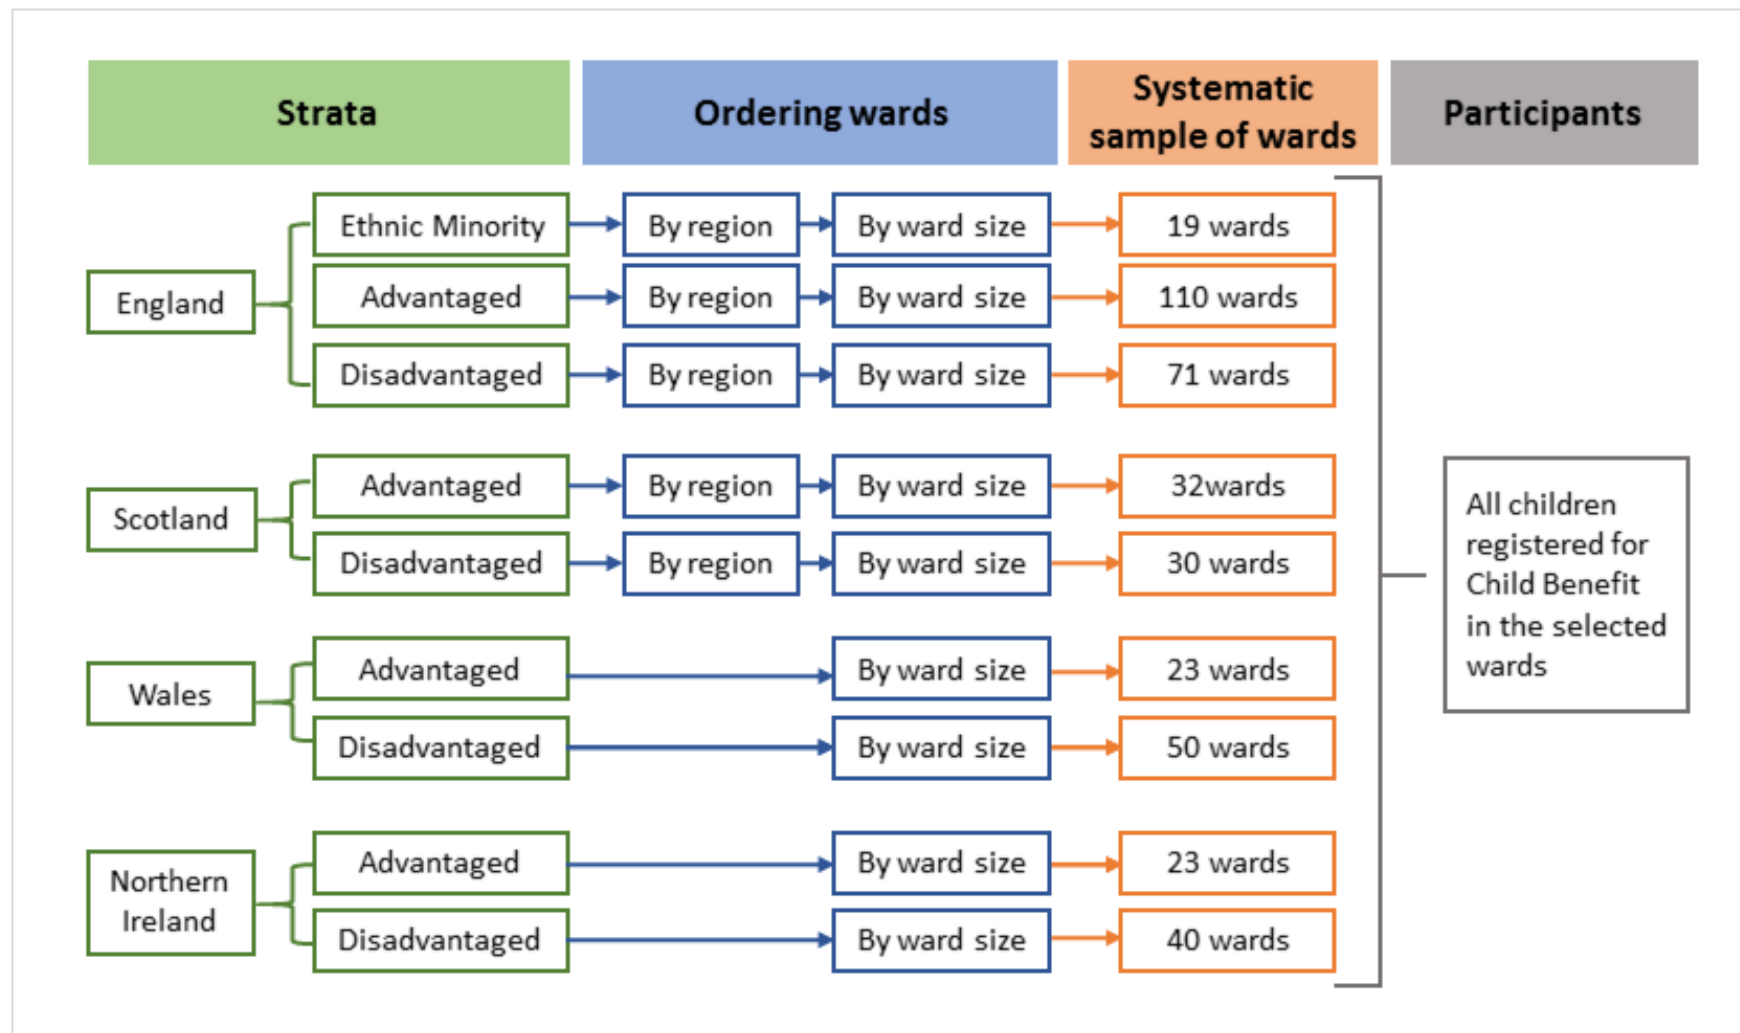 Strata
Ordering wards
Systematic
sample of wards
Participants
England
Ethnic Minority
By region
By ward size
19 wards
Advantaged
By region
By ward size
110 wards
Disadvantaged
By region
By ward size
71 wards
Scotland
Advantaged
By region
By ward size
32wards
Disadvantaged
By region
By ward size
30 wards
Wales
Advantaged
By ward size
23 wards
Disadvantaged
By ward size
50 wards
Northern
Ireland
Advantaged
By ward size
23 wards
Disadvantaged
By ward size
40 wards
All children
registered for
Child Benefit
in the selected
wards